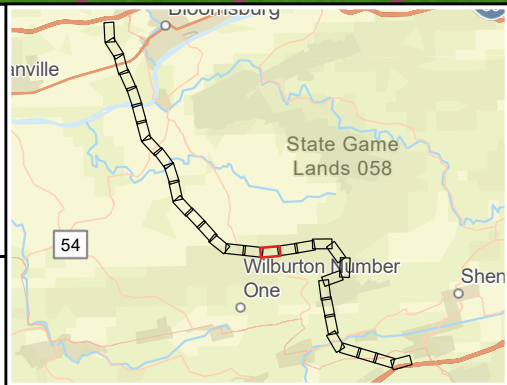 Bloomsburg
anville
State Game
Lands 058
54
Wilburton Number
One
Shen